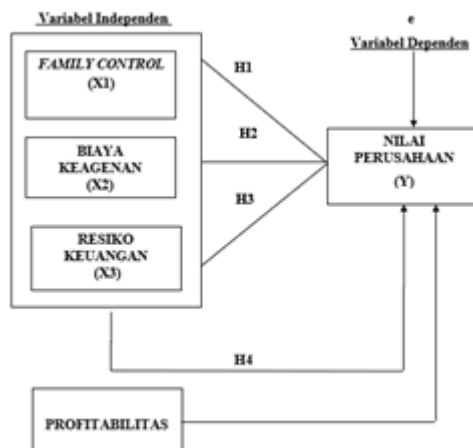 Variabel Independen
e
Variabel Dependen
FAMILY CONTROL
(X1)
H1
BIAYA
KEAGENAN
(X2)
H2
NILAI
PERUSAHAAN
(Y)
H3
RESIKO
KEUANGAN
(X3)
H4
PROFITABILITAS